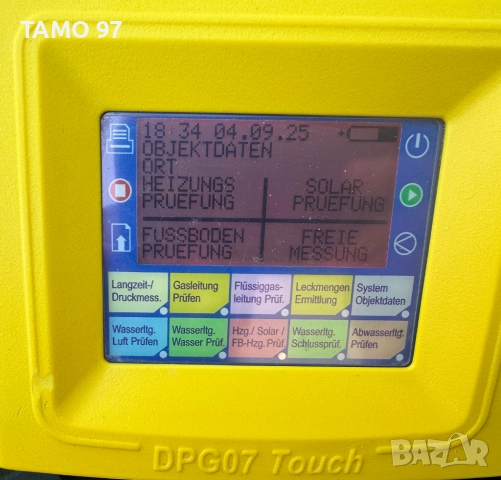 TAMO 97
18 34 04.09.25
OBJEKTDATEN
ORT
HEIZUNGS
PRUEFUNG
SOLAR
PRUEFUNG
FUSSBODEN
PRUEFUNG
FREIE
MESSUNG
Langzeit-/
Druckmess.
Gasleitung
Prüfen
Flüssiggas-
leitung Prüf.
Leckmengen
Ermittlung
System
Objektdaten
Wasserltg.
Luft Prüfen
Wasserltg.
Wasser Prüf.
Hzg./ Solar /
FB-Hzg.Prüf.
Wasserltg.
Schlussprüf.
Abwasserltg.
Prüfen
DPG07 Touch
BAZAR
bg